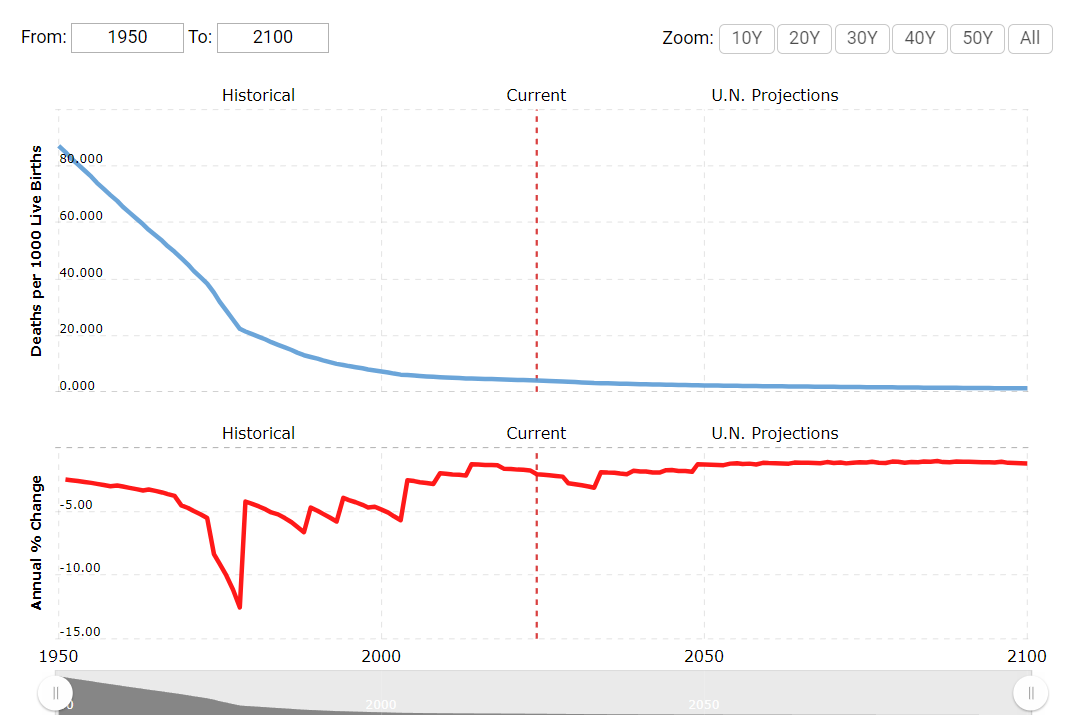 From: 1950 To: 2100 Zoom: 10Y 20Y 30Y 40Y 50Y All
Historical Current U.N. Projections
Deaths per 1000 Live Births
80.000
60.000
40.000
20.000
0.000
Historical Current U.N. Projections
Annual % Change
-5.00
-10.00
-15.00
1950 2000 2050 2100
2000 2050